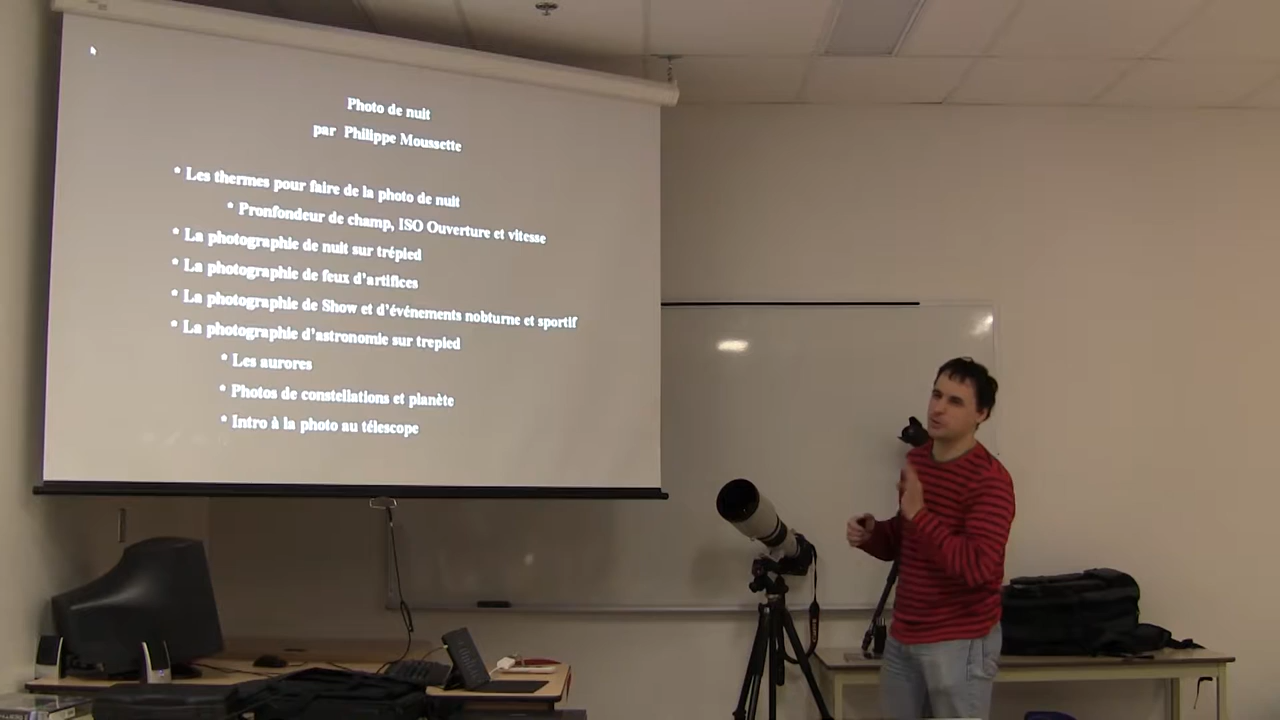 Photo de nuit
par Philippe Moussette
* Les thermes pour faire de la photo de nuit
* Pronfondeur de champ, ISO Ouverture et vitesse
* La photographie de nuit sur trépied
* La photographie de feux d'artifices
* La photographie de Show et d'événements nobturne et sportif
* La photographie d'astronomie sur trepied
* Les aurores
* Photos de constellations et planète
* Intro à la photo au télescope